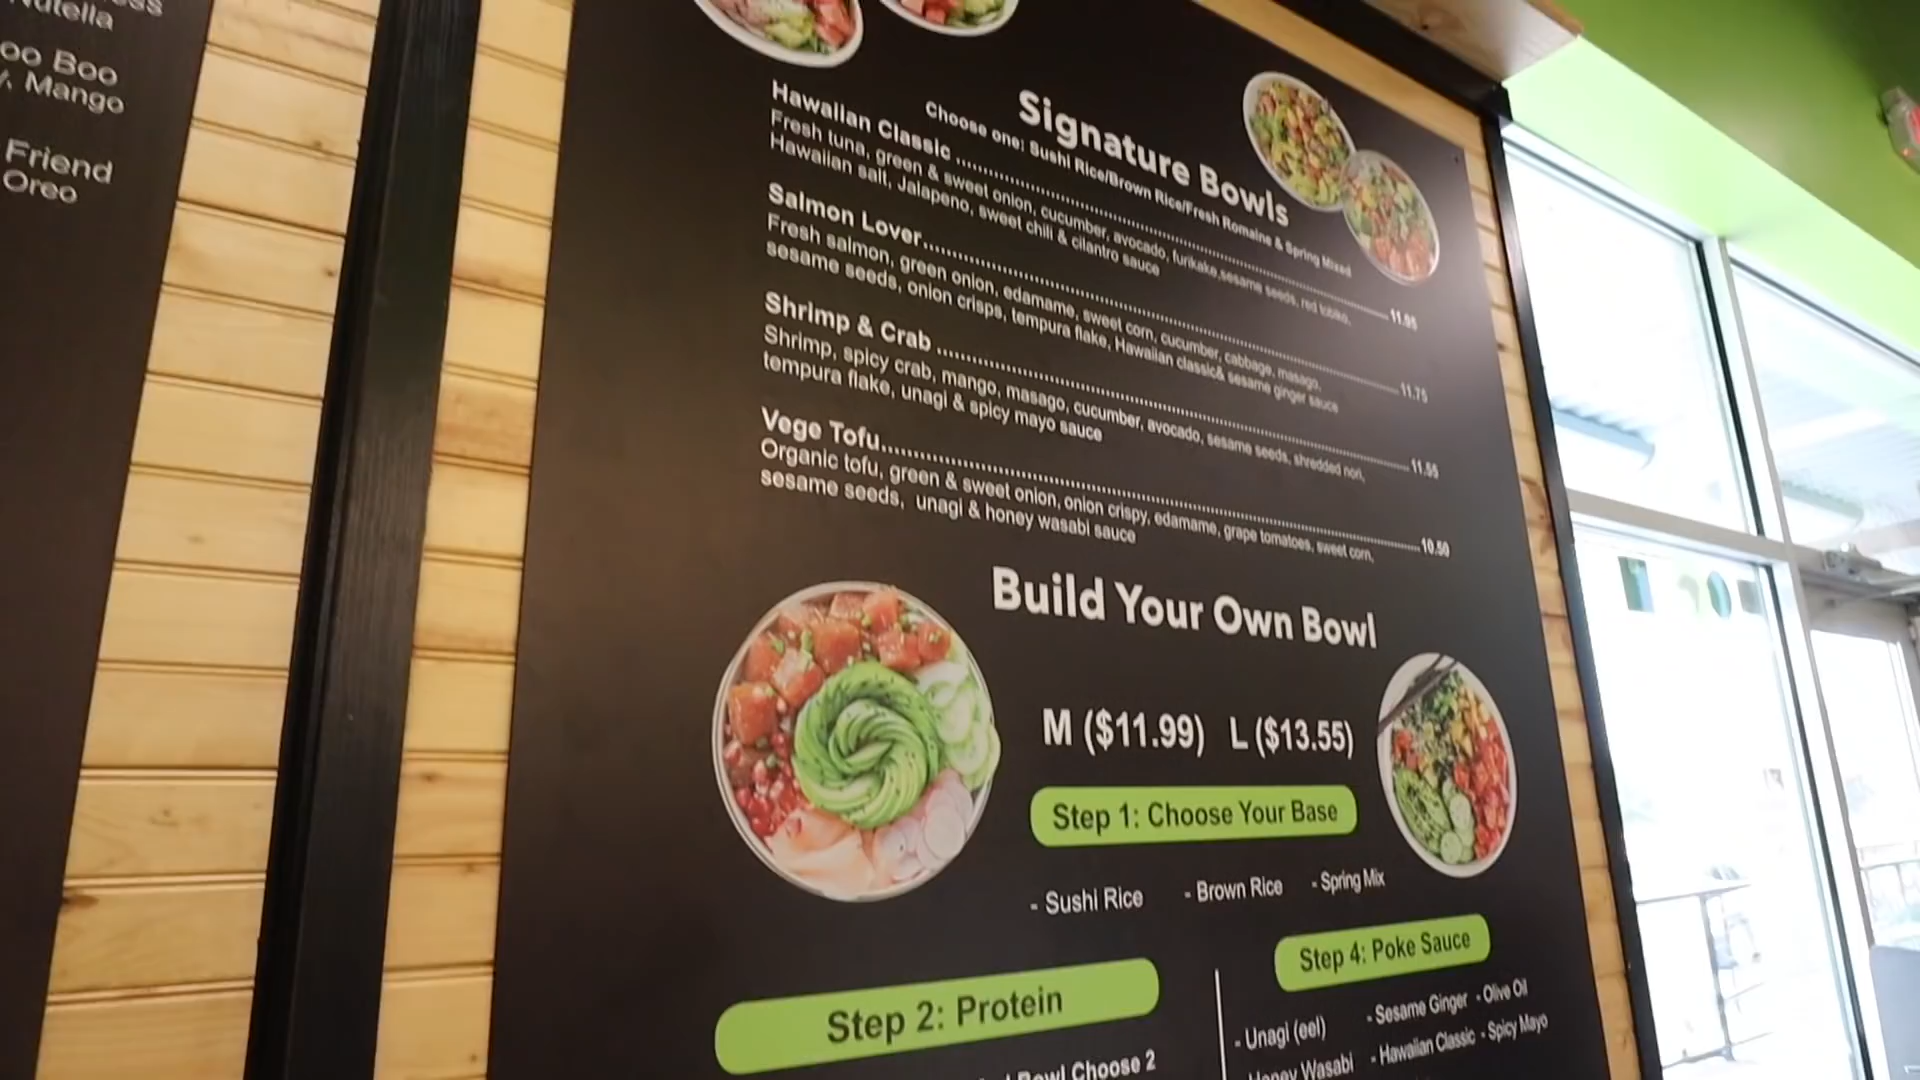 Nutella
oo Boo
Mango
Friend
Oreo
Signature Bowls
Choose one: Sushi Rice/Brown Rice/Fresh Romaine & Spring Mixed
Hawaiian Classic ........ 11.95
Fresh tuna, green & sweet onion, cucumber, avocado, furikake,sesame seeds, red tobiko,
Hawaiian salt, Jalapeno, sweet chili & cilantro sauce
Salmon Lover........ 11.75
Fresh salmon, green onion, edamame, sweet corn, cucumber, cabbage, masago,
sesame seeds, onion crisps, tempura flake, Hawaiian classic& sesame ginger sauce
Shrimp & Crab ........ 11.55
Shrimp, spicy crab, mango, masago, cucumber, avocado, sesame seeds, shredded nori,
tempura flake, unagi & spicy mayo sauce
Vege Tofu........ 10.50
Organic tofu, green & sweet onion, onion crispy, edamame, grape tomatoes, sweet corn,
sesame seeds, unagi & honey wasabi sauce
Build Your Own Bowl
M ($11.99) L ($13.55)
Step 1: Choose Your Base
- Sushi Rice - Brown Rice - Spring Mix
Step 2: Protein
Bowl Choose 2
Step 4: Poke Sauce
- Unagi (eel) - Sesame Ginger - Olive Oil
Honey Wasabi - Hawaiian Classic - Spicy Mayo